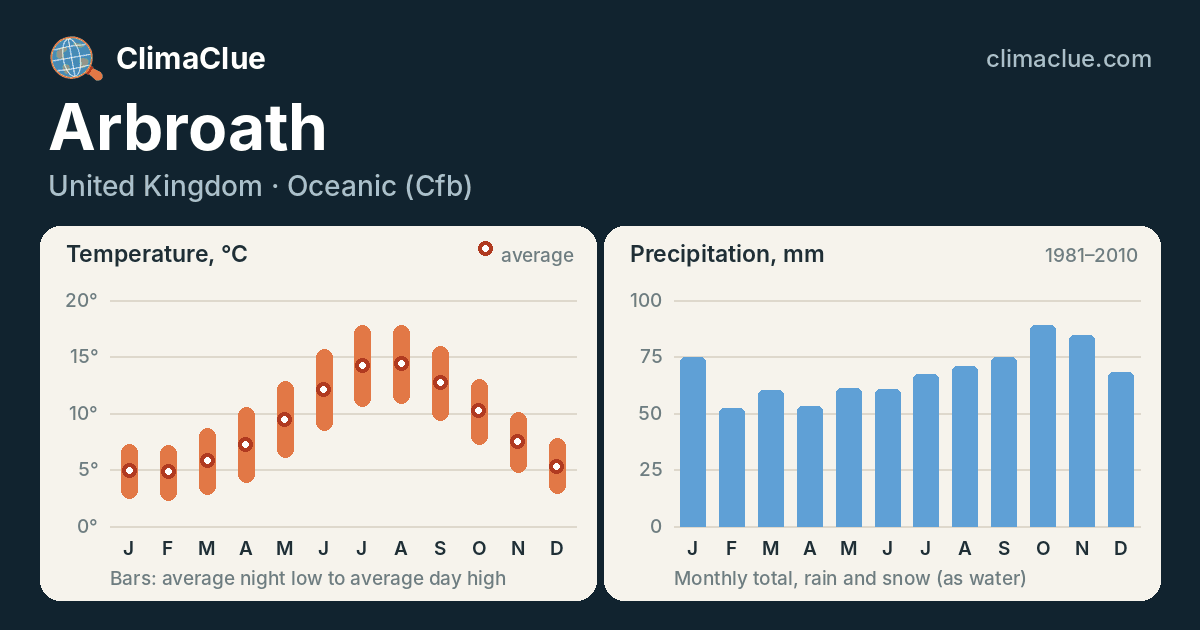 ClimaClue
climaclue.com
Arbroath
United Kingdom · Oceanic (Cfb)
Temperature, °C
average
20°
15°
10°
5°
0°
J F M A M J J A S O N D
Bars: average night low to average day high
Precipitation, mm
1981–2010
100
75
50
25
0
J F M A M J J A S O N D
Monthly total, rain and snow (as water)